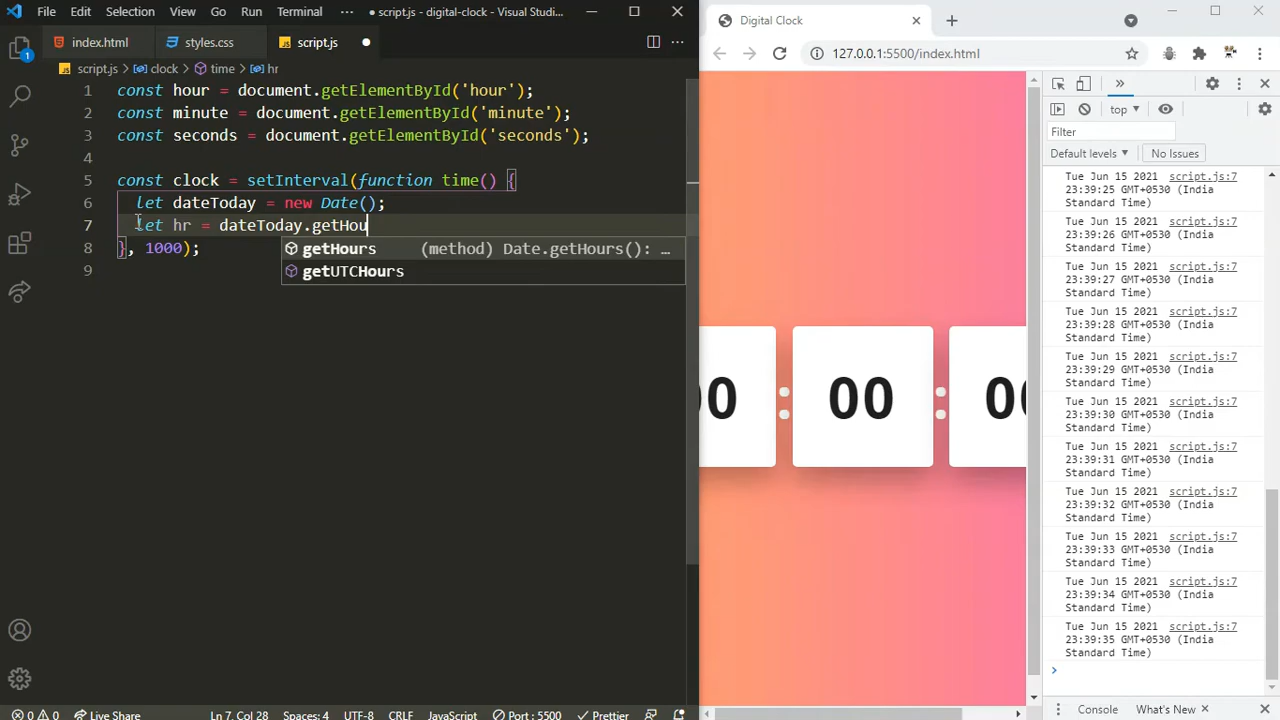 File Edit Selection View Go Run Terminal ··· ● script.js - digital-clock - Visual Studi...
index.html
styles.css
script.js
script.js > clock > time > hr
1 const hour = document.getElementById('hour');
2 const minute = document.getElementById('minute');
3 const seconds = document.getElementById('seconds');
4
5 const clock = setInterval(function time() {
6 let dateToday = new Date();
7 let hr = dateToday.getHou
8 }, 1000);
9
getHours (method) Date.getHours(): …
getUTCHours
1
0 0 Live Share Ln 7, Col 28 Spaces: 4 UTF-8 CRLF JavaScript Port : 5500 Prettier
Digital Clock
127.0.0.1:5500/index.html
00 : 00 : 00
top
Filter
Default levels No Issues
Tue Jun 15 2021 script.js:7
23:39:25 GMT+0530 (India
Standard Time)
Tue Jun 15 2021 script.js:7
23:39:26 GMT+0530 (India
Standard Time)
Tue Jun 15 2021 script.js:7
23:39:27 GMT+0530 (India
Standard Time)
Tue Jun 15 2021 script.js:7
23:39:28 GMT+0530 (India
Standard Time)
Tue Jun 15 2021 script.js:7
23:39:29 GMT+0530 (India
Standard Time)
Tue Jun 15 2021 script.js:7
23:39:30 GMT+0530 (India
Standard Time)
Tue Jun 15 2021 script.js:7
23:39:31 GMT+0530 (India
Standard Time)
Tue Jun 15 2021 script.js:7
23:39:32 GMT+0530 (India
Standard Time)
Tue Jun 15 2021 script.js:7
23:39:33 GMT+0530 (India
Standard Time)
Tue Jun 15 2021 script.js:7
23:39:34 GMT+0530 (India
Standard Time)
Tue Jun 15 2021 script.js:7
23:39:35 GMT+0530 (India
Standard Time)
Console What's New